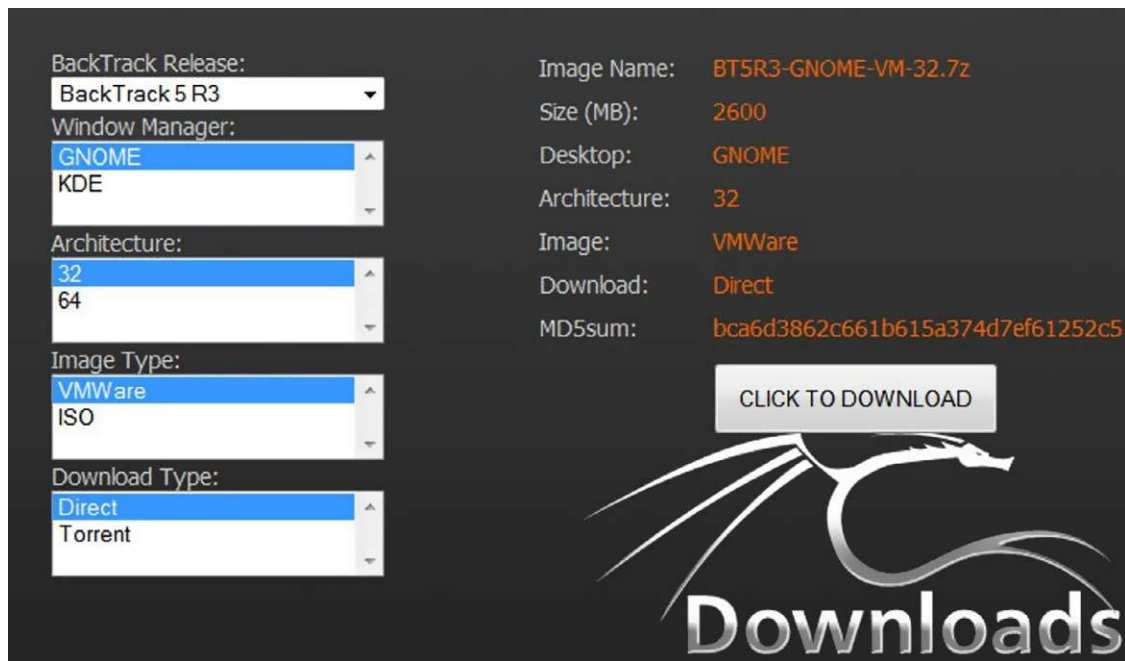 BackTrack Release:
BackTrack 5 R3
Window Manager:
GNOME
KDE
Architecture:
32
64
Image Type:
VMWare
ISO
Download Type:
Direct
Torrent
Image Name: BT5R3-GNOME-VM-32.7z
Size (MB): 2600
Desktop: GNOME
Architecture: 32
Image: VMWare
Download: Direct
MD5sum: bca6d3862c661b615a374d7ef61252c5
CLICK TO DOWNLOAD
Downloads